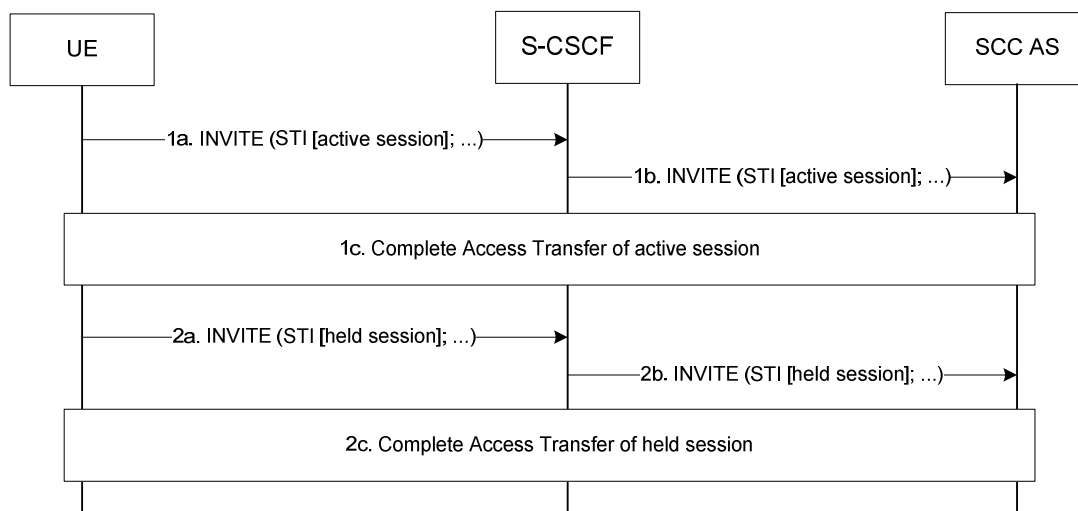 UE
S-CSCF
SCC AS
1a. INVITE (STI [active session]; ...)
1b. INVITE (STI [active session]; ...)
1c. Complete Access Transfer of active session
2a. INVITE (STI [held session]; ...)
2b. INVITE (STI [held session]; ...)
2c. Complete Access Transfer of held session